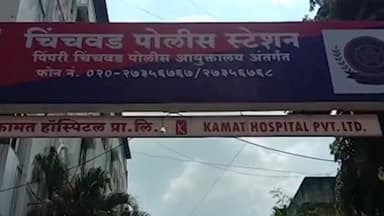 चिंचवड पोलीस स्टेशन
पिंपरी चिंचवड पोलीस आयुक्तालय अंतर्गत
फोन नं. ०२०-२७३५६७६७/२७३५६७६८
कामत हॉस्पिटल प्रा.लि. K KAMAT HOSPITAL PVT.LTD.